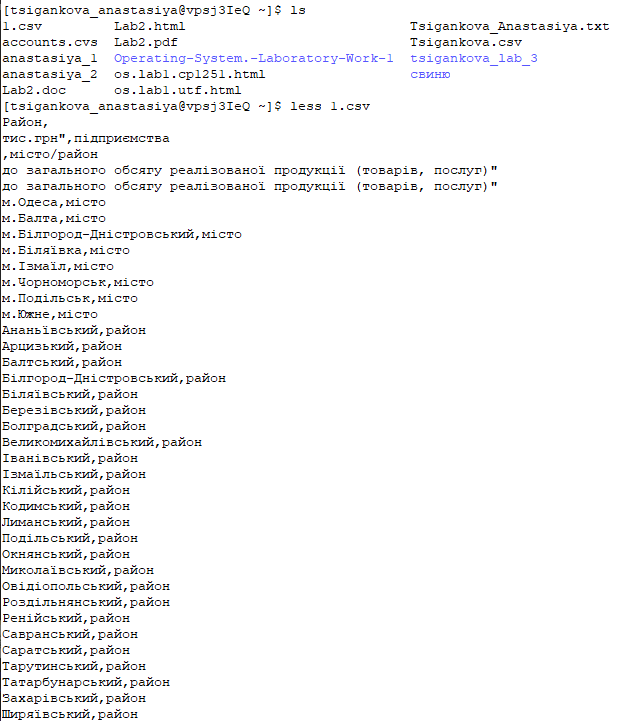 [tsigankova_anastasiya@vpsj3IeQ ~]$ ls
1.csv Lab2.html Tsigankova_Anastasiya.txt
accounts.cvs Lab2.pdf Tsigankova.csv
anastasiya_1 Operating-System.-Laboratory-Work-1 tsigankova_lab_3
anastasiya_2 os.lab1.cp1251.html свиню
Lab2.doc os.lab1.utf.html
[tsigankova_anastasiya@vpsj3IeQ ~]$ less 1.csv
Район,
тис.грн",підприємства
,місто/район
до загального обсягу реалізованої продукції (товарів, послуг)"
до загального обсягу реалізованої продукції (товарів, послуг)"
м.Одеса,місто
м.Балта,місто
м.Білгород-Дністровський,місто
м.Біляївка,місто
м.Ізмаїл,місто
м.Чорноморськ,місто
м.Подільськ,місто
м.Южне,місто
Ананьївський,район
Арцизький,район
Балтський,район
Білгород-Дністровський,район
Біляївський,район
Березівський,район
Болградський,район
Великомихайлівський,район
Іванівський,район
Ізмаїльський,район
Кілійський,район
Кодимський,район
Лиманський,район
Подільський,район
Окнянський,район
Миколаївський,район
Овідіопольський,район
Роздільнянський,район
Ренійський,район
Савранський,район
Саратський,район
Тарутинський,район
Татарбунарський,район
Захарівський,район
Ширяївський,район